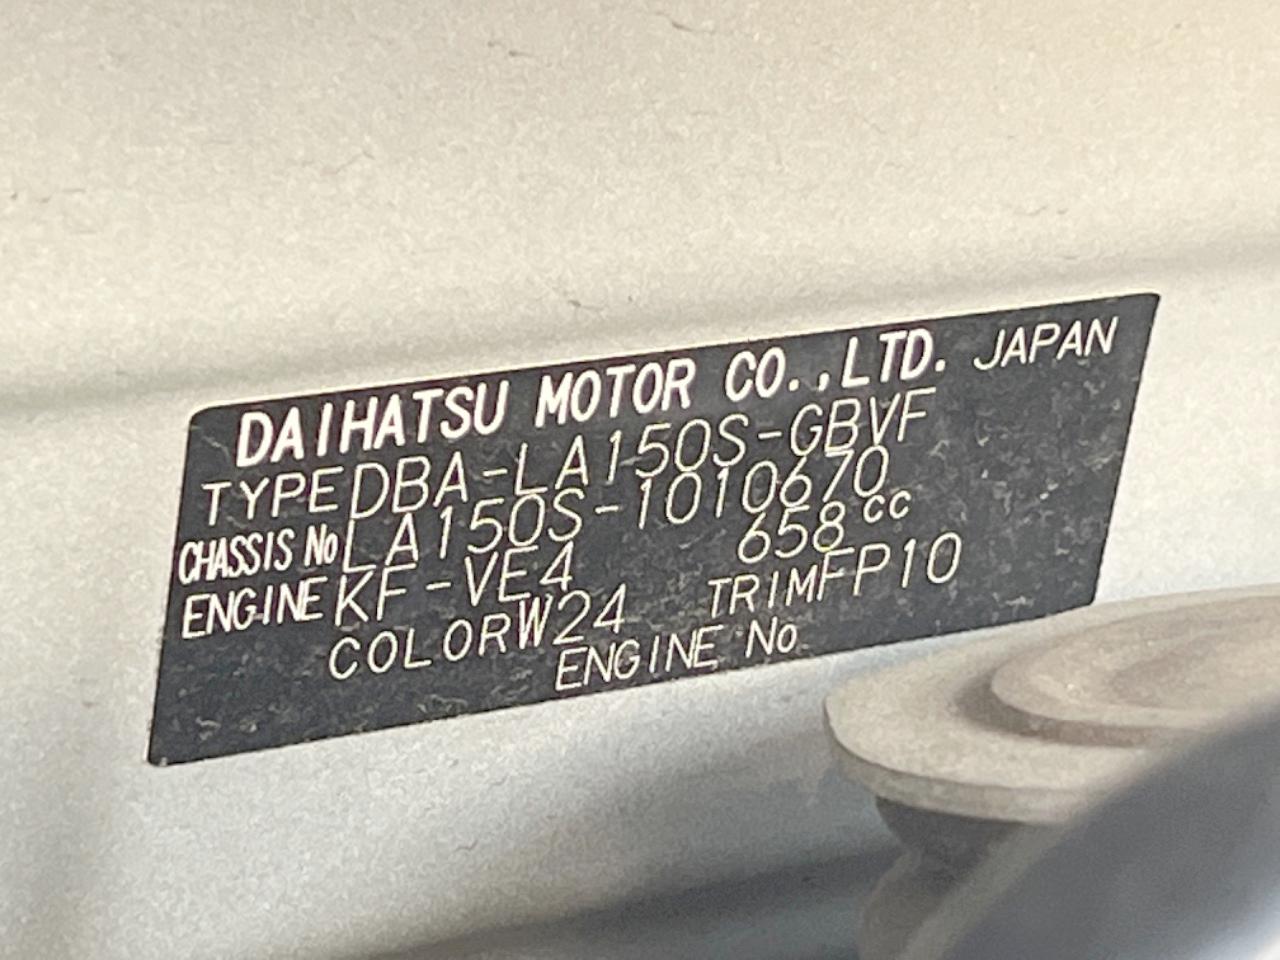 DAIHATSU MOTOR CO.,LTD. JAPAN
TYPE DBA-LA150S-GBVF
CHASSIS No LA150S-1010670
ENGINE KF-VE4 658cc
COLOR W24 TRIM FP10
ENGINE No